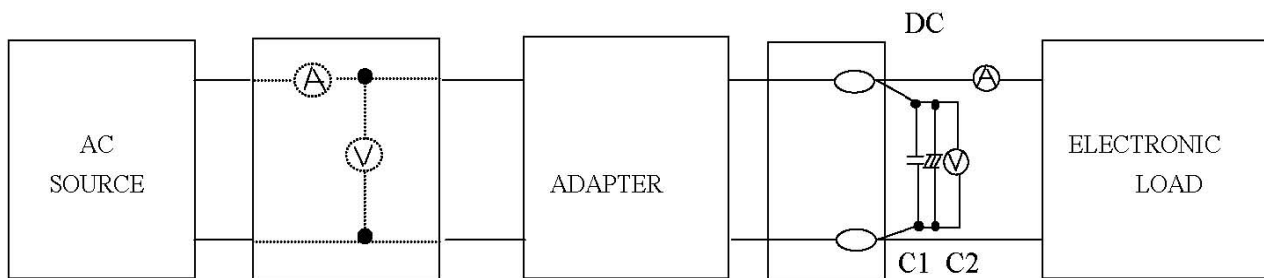 DC
A
A
AC
SOURCE
V
ADAPTER
V
ELECTRONIC
LOAD
C1 C2